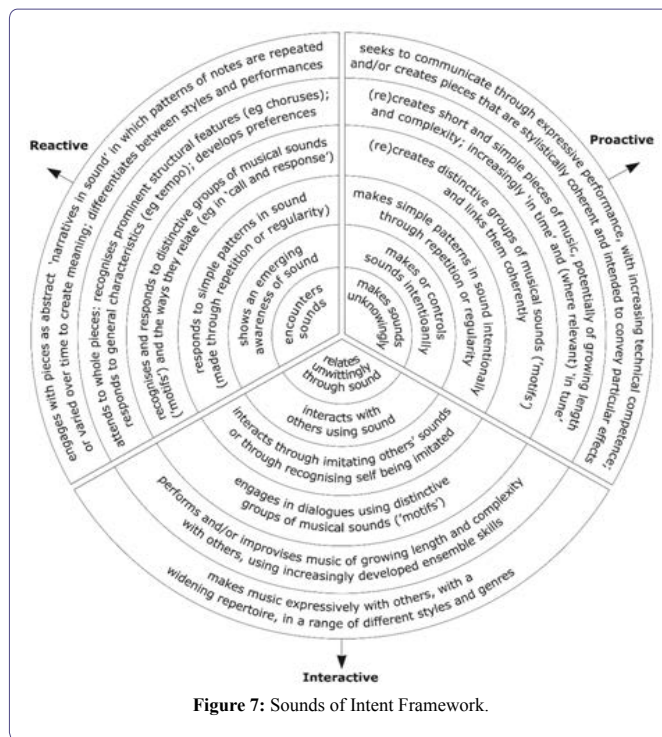 Reactive
engages with pieces as abstract 'narratives in sound' in which patterns of notes are repeated
or varied over time to create meaning; differentiates between styles and performances
attends to whole pieces; recognises prominent structural features (eg choruses);
responds to general characteristics (eg tempo); develops preferences
recognises and responds to distinctive groups of musical sounds
('motifs') and the ways they relate (eg in 'call and response')
responds to simple patterns in sound
(made through repetition or regularity)
shows an emerging
awareness of sound
encounters
sounds
Proactive
seeks to communicate through expressive performance, with increasing technical competence;
and/or creates pieces that are stylistically coherent and intended to convey particular effects
(re)creates short and simple pieces of music, potentially of growing length
and complexity; increasingly 'in time' and (where relevant) 'in tune'
(re)creates distinctive groups of musical sounds ('motifs')
and links them coherently
makes simple patterns in sound intentionally
through repetition or regularity
makes or controls
sounds intentionally
makes sounds
unknowingly
relates
unwittingly
through sound
interacts with
others using sound
interacts through imitating others' sounds
or through recognising self being imitated
engages in dialogues using distinctive
groups of musical sounds ('motifs')
performs and/or improvises music of growing length and complexity
with others, using increasingly developed ensemble skills
makes music expressively with others, with a
widening repertoire, in a range of different styles and genres
Interactive
Figure 7: Sounds of Intent Framework.